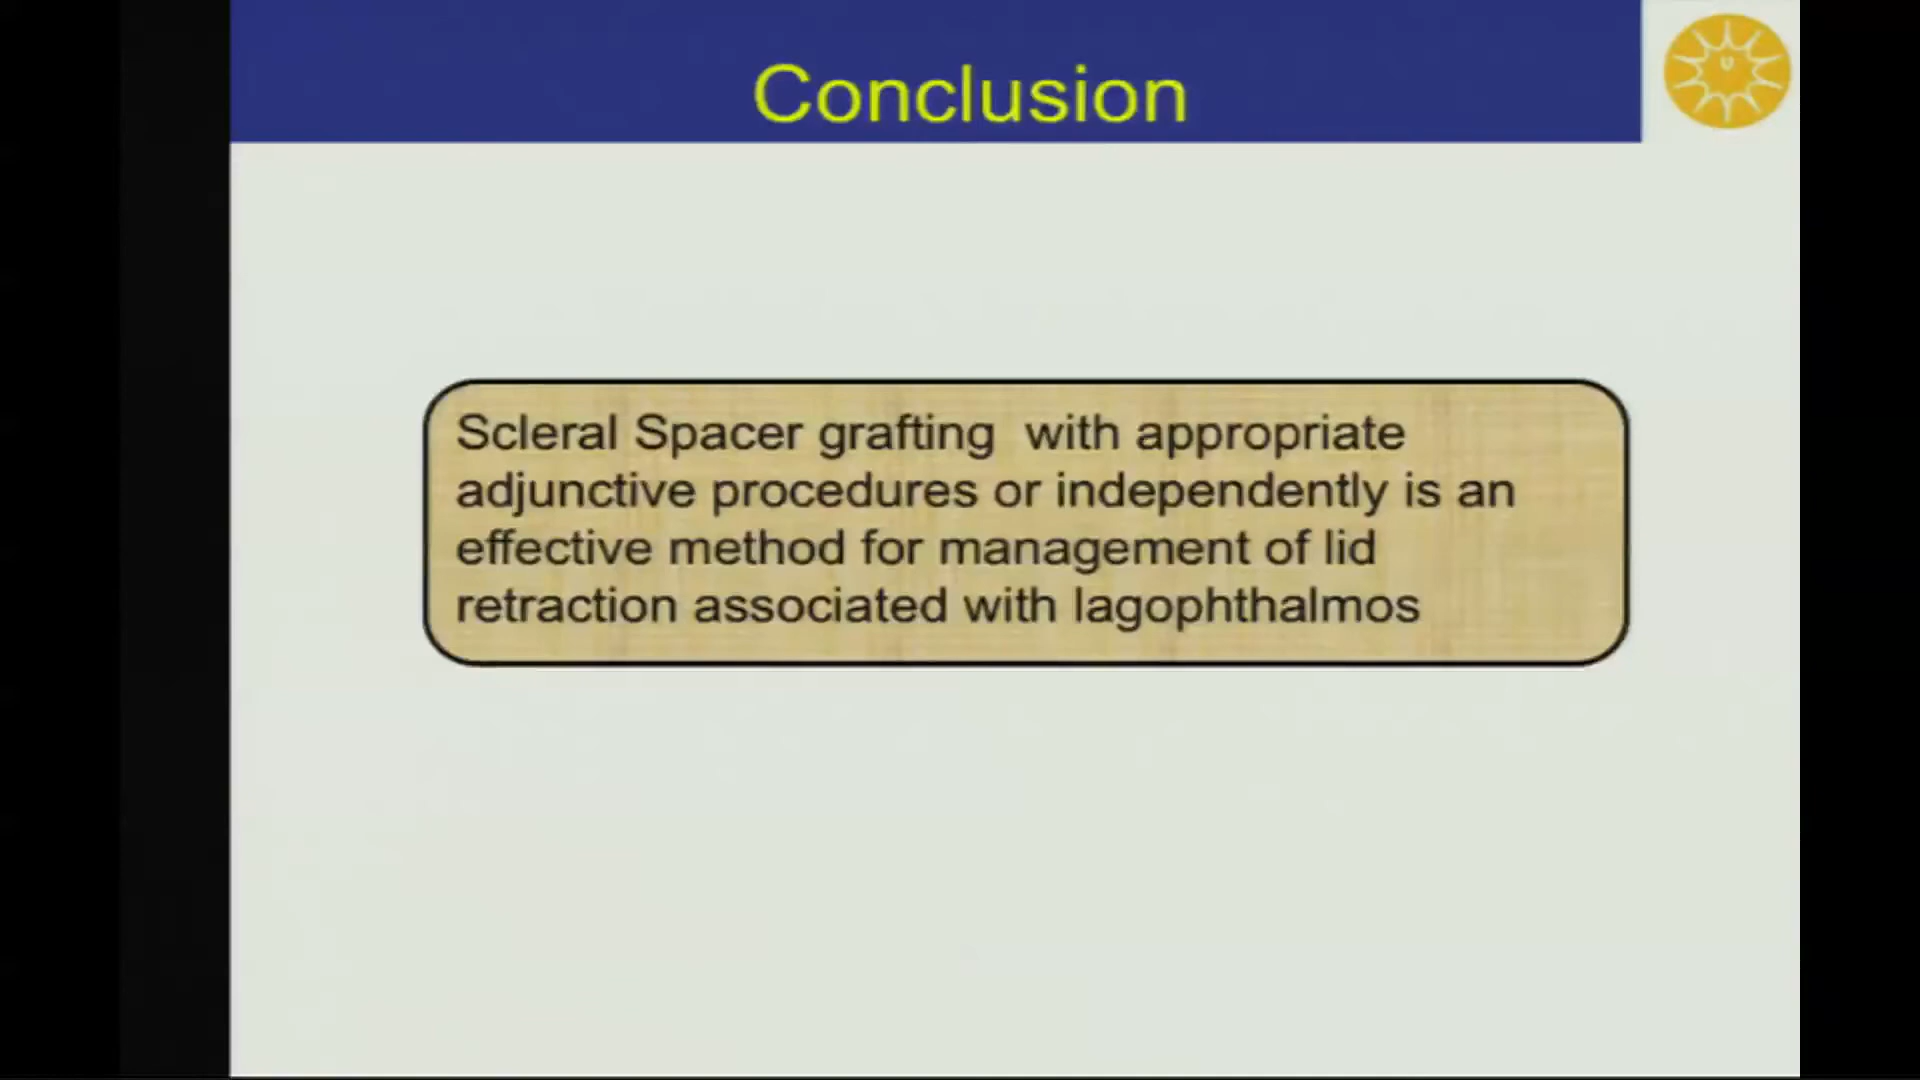 Conclusion
Scleral Spacer grafting with appropriate
adjunctive procedures or independently is an
effective method for management of lid
retraction associated with lagophthalmos